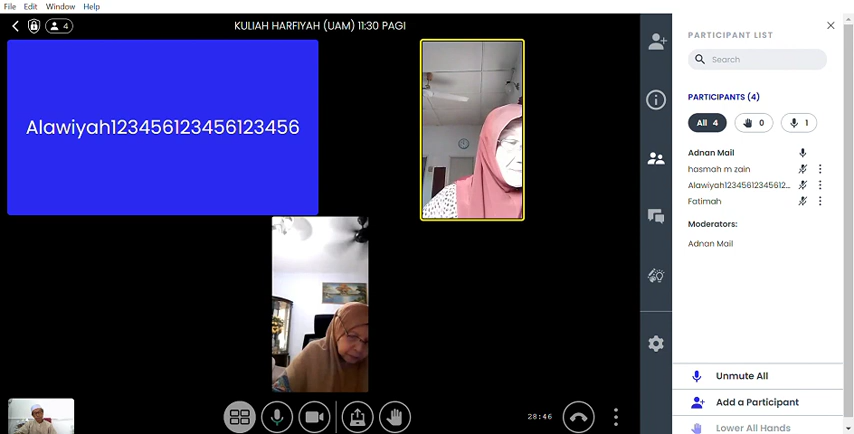 File Edit Window Help
4
KULIAH HARFIYAH (UAM) 11:30 PAGI
Alawiyah123456123456123456
28:46
PARTICIPANT LIST
Search
PARTICIPANTS (4)
All 4
0
1
Adnan Mail
hasmah m zain
Alawiyah12345612345612...
Fatimah
Moderators:
Adnan Mail
Unmute All
Add a Participant
Lower All Hands